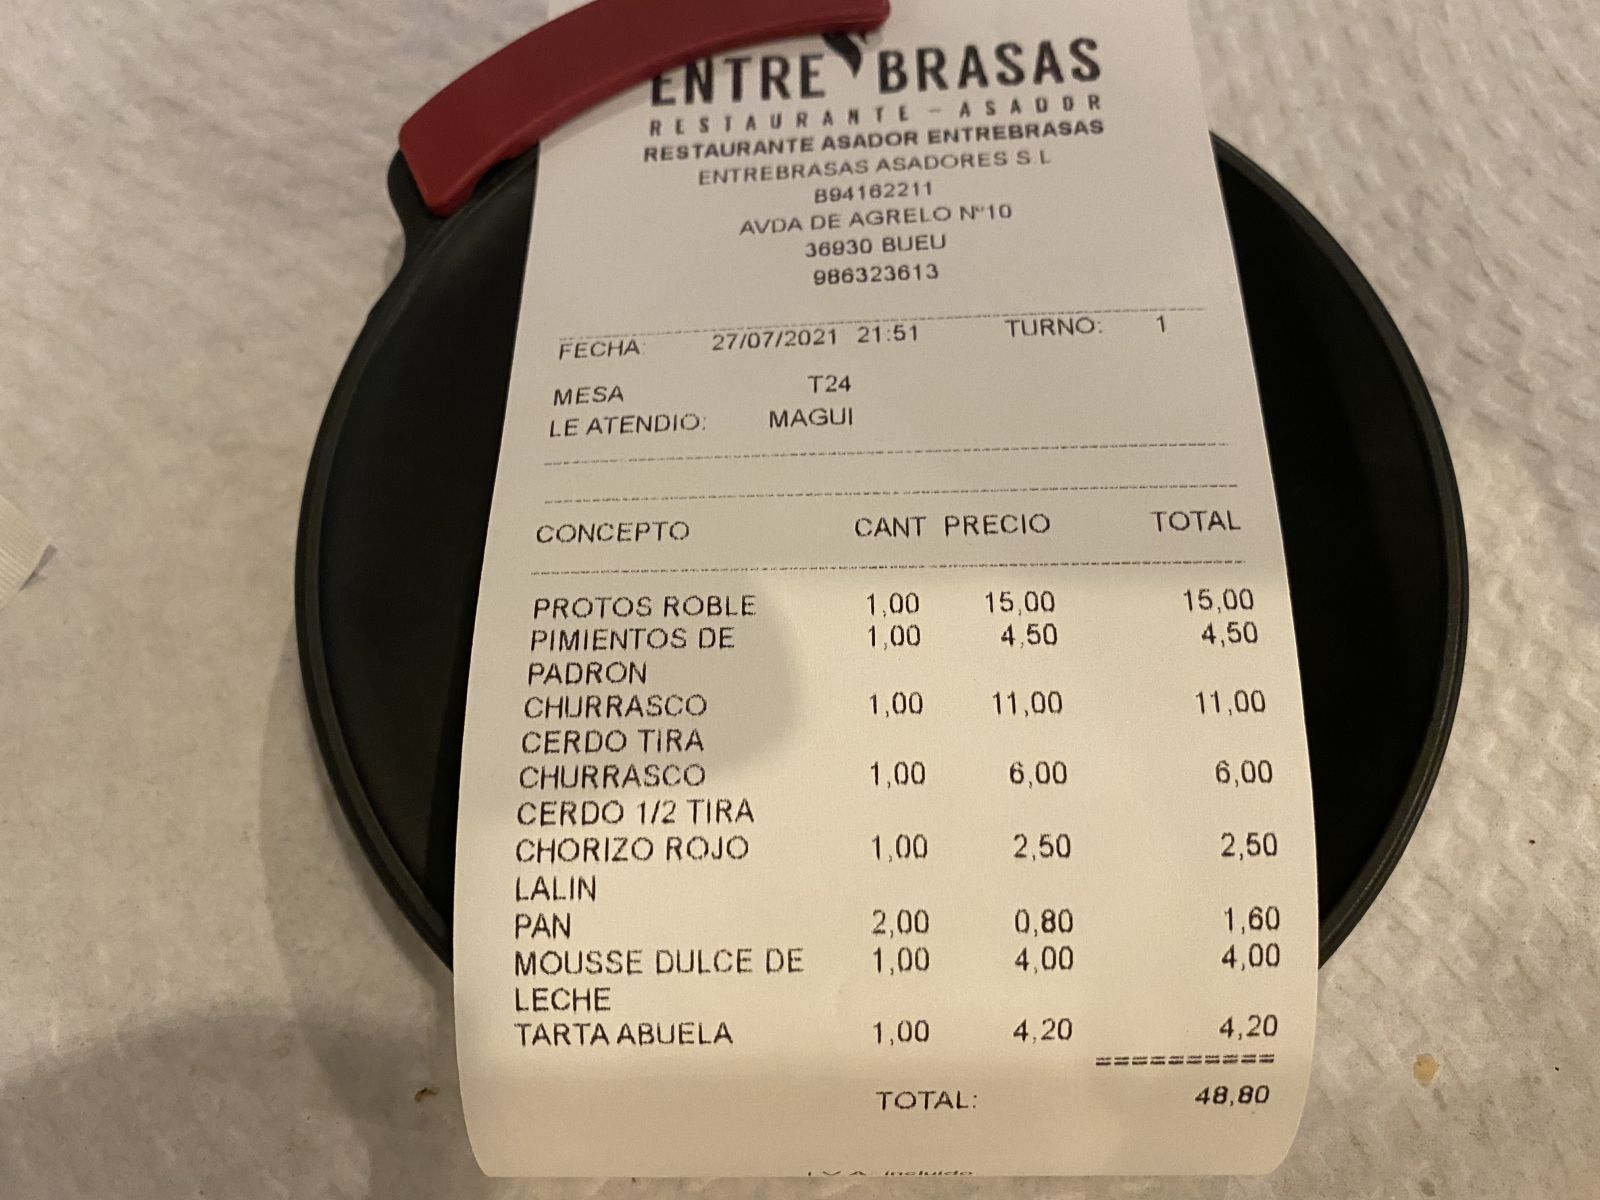 ENTRE BRASAS
RESTAURANTE - ASADOR
RESTAURANTE ASADOR ENTREBRASAS
ENTREBRASAS ASADORES S.L
B94162211
AVDA DE AGRELO Nº10
36930 BUEU
986323613
FECHA: 27/07/2021 21:51 TURNO: 1
MESA T24
LE ATENDIO: MAGUI
CONCEPTO CANT PRECIO TOTAL
PROTOS ROBLE 1,00 15,00 15,00
PIMIENTOS DE 1,00 4,50 4,50
PADRON
CHURRASCO 1,00 11,00 11,00
CERDO TIRA
CHURRASCO 1,00 6,00 6,00
CERDO 1/2 TIRA
CHORIZO ROJO 1,00 2,50 2,50
LALIN
PAN 2,00 0,80 1,60
MOUSSE DULCE DE 1,00 4,00 4,00
LECHE
TARTA ABUELA 1,00 4,20 4,20
==========
TOTAL: 48,80
I.V.A. incluido